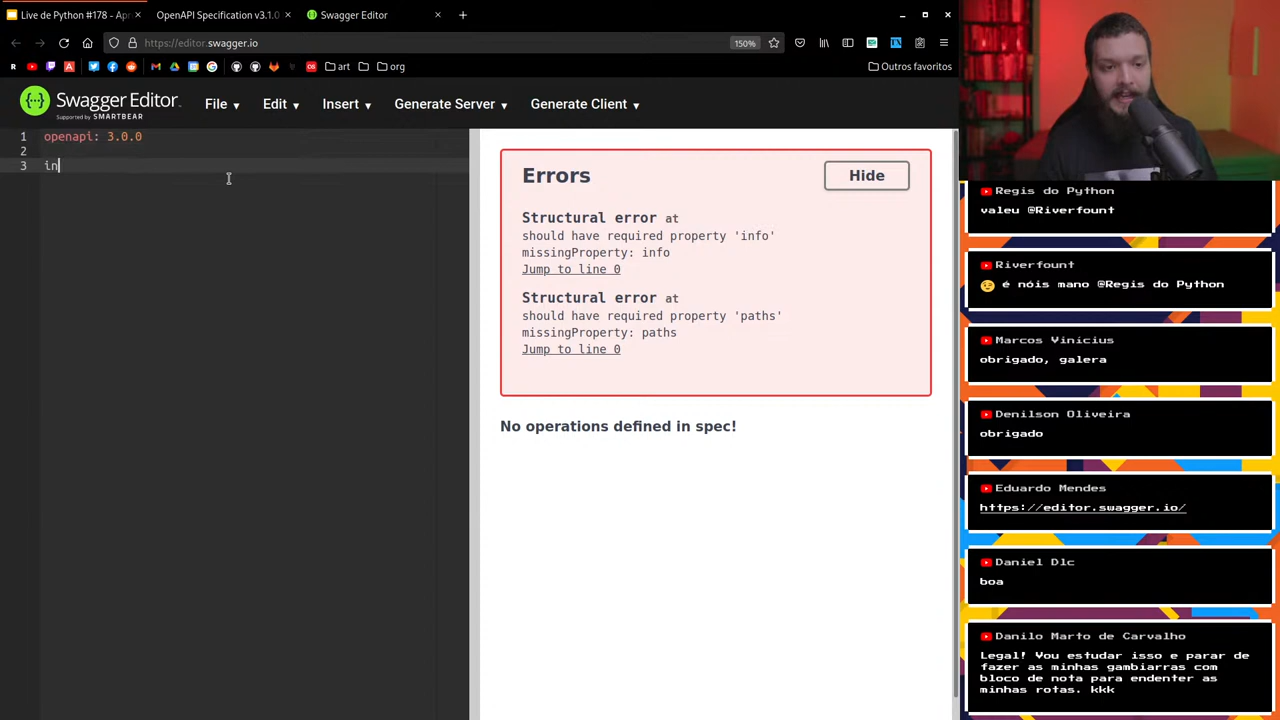 Live de Python #178 - Apr
OpenAPI Specification v3.1.0
Swagger Editor
https://editor.swagger.io
150%
art
org
Outros favoritos
Swagger Editor
Supported by SMARTBEAR
File
Edit
Insert
Generate Server
Generate Client
1 openapi: 3.0.0
2
3 in
Errors
Hide
Structural error at
should have required property 'info'
missingProperty: info
Jump to line 0
Structural error at
should have required property 'paths'
missingProperty: paths
Jump to line 0
No operations defined in spec!
Regis do Python
valeu @Riverfount
Riverfount
é nóis mano @Regis do Python
Marcos Vinícius
obrigado, galera
Denilson Oliveira
obrigado
Eduardo Mendes
https://editor.swagger.io/
Daniel Dlc
boa
Danilo Marto de Carvalho
Legal! Vou estudar isso e parar de
fazer as minhas gambiarras com
bloco de nota para endenter as
minhas rotas. kkk